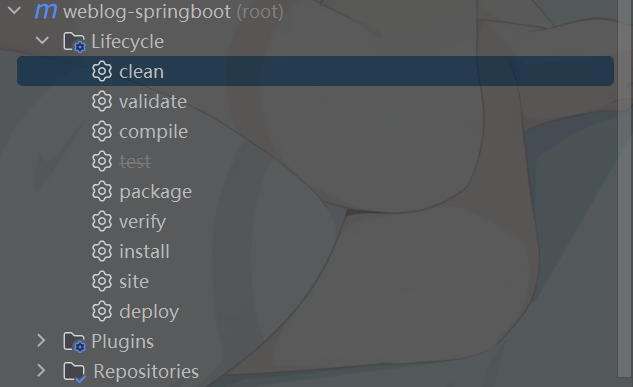 m weblog-springboot (root)
Lifecycle
clean
validate
compile
test
package
verify
install
site
deploy
Plugins
Repositories